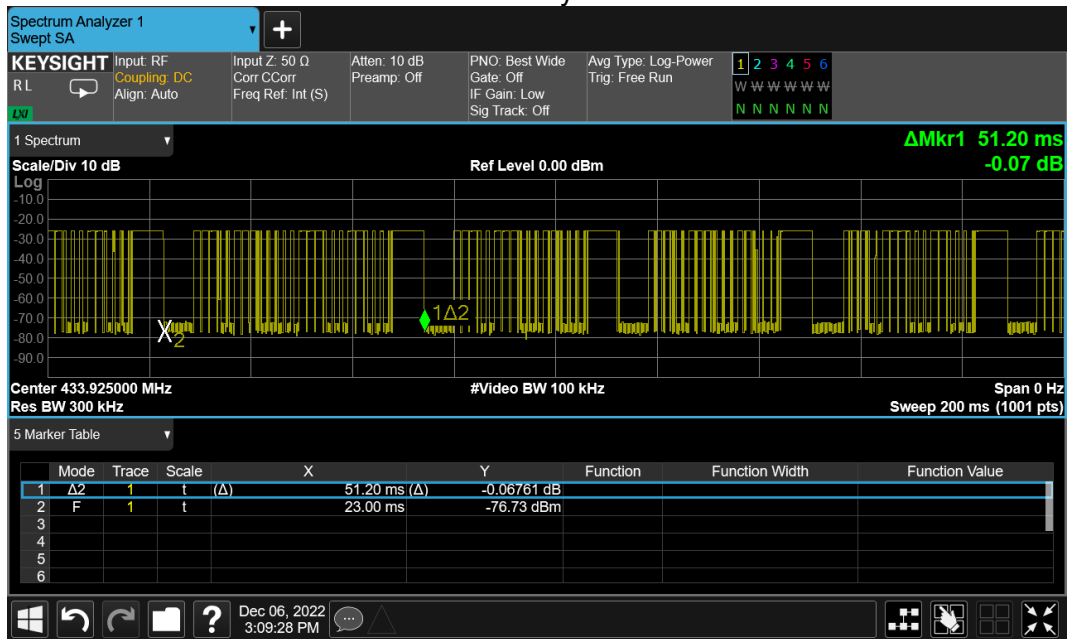 Spectrum Analyzer 1
Swept SA
+
KEYSIGHT Input: RF Input Z: 50 Ω Atten: 10 dB PNO: Best Wide Avg Type: Log-Power 1 2 3 4 5 6
RL Coupling: DC Corr CCorr Preamp: Off Gate: Off Trig: Free Run W W W W W W
Align: Auto Freq Ref: Int (S) IF Gain: Low
LXI Sig Track: Off N N N N N N
1 Spectrum ΔMkr1 51.20 ms
Scale/Div 10 dB Ref Level 0.00 dBm -0.07 dB
Log
-10.0
-20.0
-30.0
-40.0
-50.0
-60.0
-70.0 1Δ2
-80.0 X2
-90.0
Center 433.925000 MHz #Video BW 100 kHz Span 0 Hz
Res BW 300 kHz Sweep 200 ms (1001 pts)
5 Marker Table
Mode Trace Scale X Y Function Function Width Function Value
1 Δ2 1 t (Δ) 51.20 ms (Δ) -0.06761 dB
2 F 1 t 23.00 ms -76.73 dBm
3
4
5
6
? Dec 06, 2022
3:09:28 PM